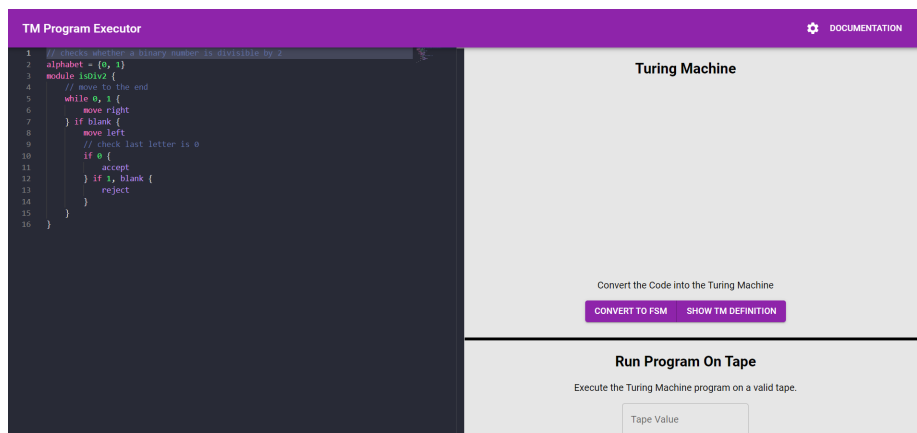 TM Program Executor
DOCUMENTATION
1 // checks whether a binary number is divisible by 2
2 alphabet = {0, 1}
3 module isDiv2 {
4 // move to the end
5 while 0, 1 {
6 move right
7 } if blank {
8 move left
9 // check last letter is 0
10 if 0 {
11 accept
12 } if 1, blank {
13 reject
14 }
15 }
16 }
Turing Machine
Convert the Code into the Turing Machine
CONVERT TO FSM SHOW TM DEFINITION
Run Program On Tape
Execute the Turing Machine program on a valid tape.
Tape Value